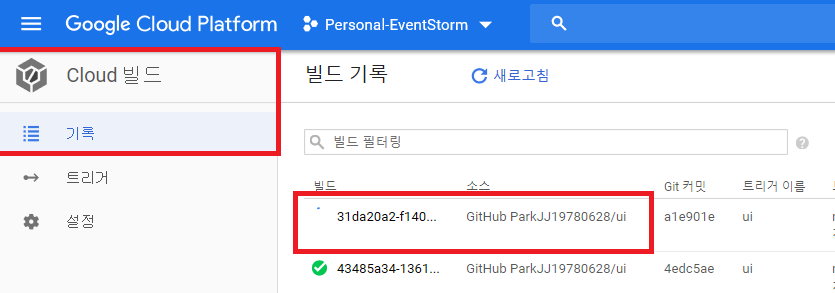 Google Cloud Platform
Personal-EventStorm
Cloud 빌드
빌드 기록
새로고침
기록
트리거
설정
빌드 필터링
빌드 소스 Git 커밋 트리거 이름
31da20a2-f140... GitHub ParkJJ19780628/ui a1e901e ui
43485a34-1361... GitHub ParkJJ19780628/ui 4edc5ae ui